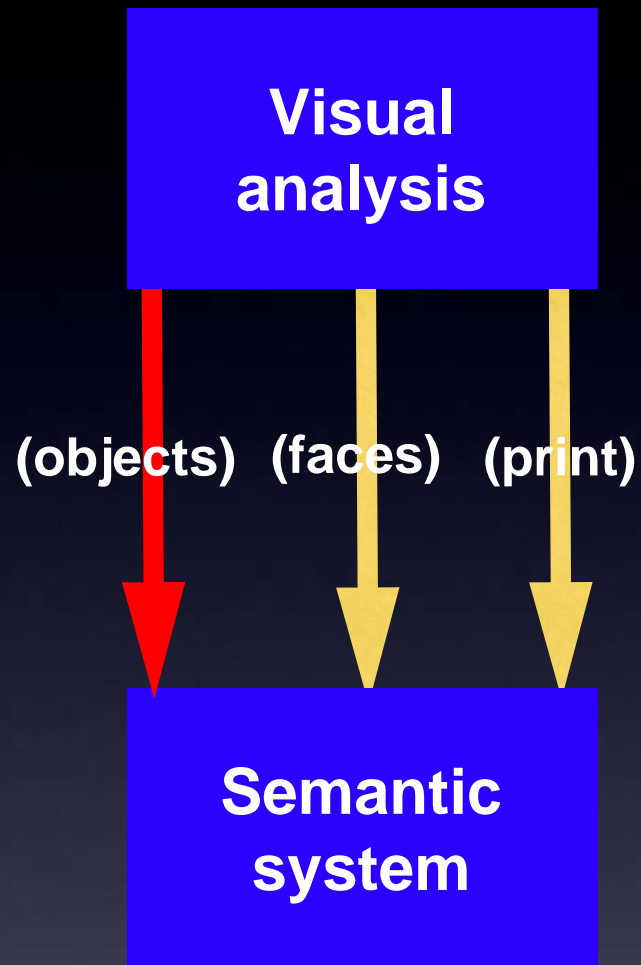 Visual
analysis
(objects) (faces) (print)
Semantic
system